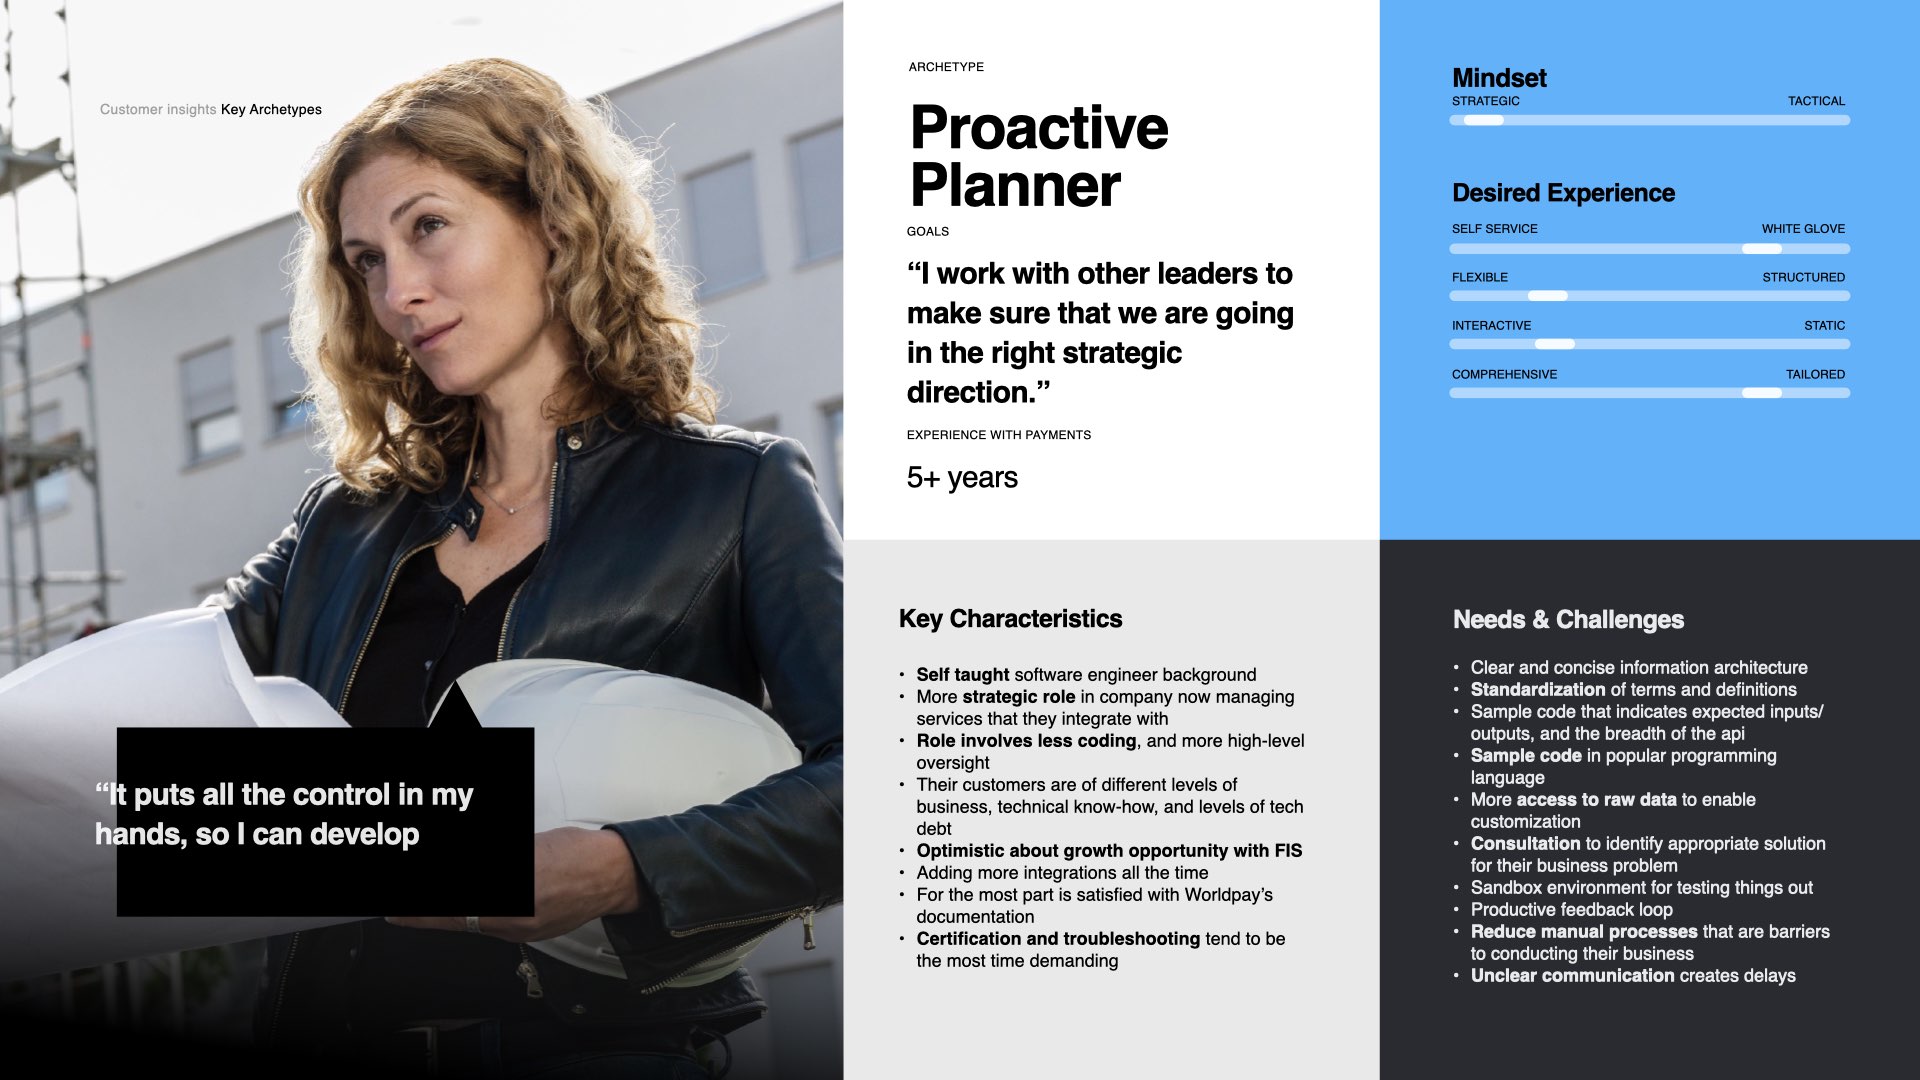 Customer insights Key Archetypes
“It puts all the control in my
hands, so I can develop
ARCHETYPE
Proactive
Planner
GOALS
“I work with other leaders to
make sure that we are going
in the right strategic
direction.”
EXPERIENCE WITH PAYMENTS
5+ years
Mindset
STRATEGIC TACTICAL
Desired Experience
SELF SERVICE WHITE GLOVE
FLEXIBLE STRUCTURED
INTERACTIVE STATIC
COMPREHENSIVE TAILORED
Key Characteristics
• Self taught software engineer background
• More strategic role in company now managing
services that they integrate with
• Role involves less coding, and more high-level
oversight
• Their customers are of different levels of
business, technical know-how, and levels of tech
debt
• Optimistic about growth opportunity with FIS
• Adding more integrations all the time
• For the most part is satisfied with Worldpay’s
documentation
• Certification and troubleshooting tend to be
the most time demanding
Needs & Challenges
• Clear and concise information architecture
• Standardization of terms and definitions
• Sample code that indicates expected inputs/
outputs, and the breadth of the api
• Sample code in popular programming
language
• More access to raw data to enable
customization
• Consultation to identify appropriate solution
for their business problem
• Sandbox environment for testing things out
• Productive feedback loop
• Reduce manual processes that are barriers
to conducting their business
• Unclear communication creates delays